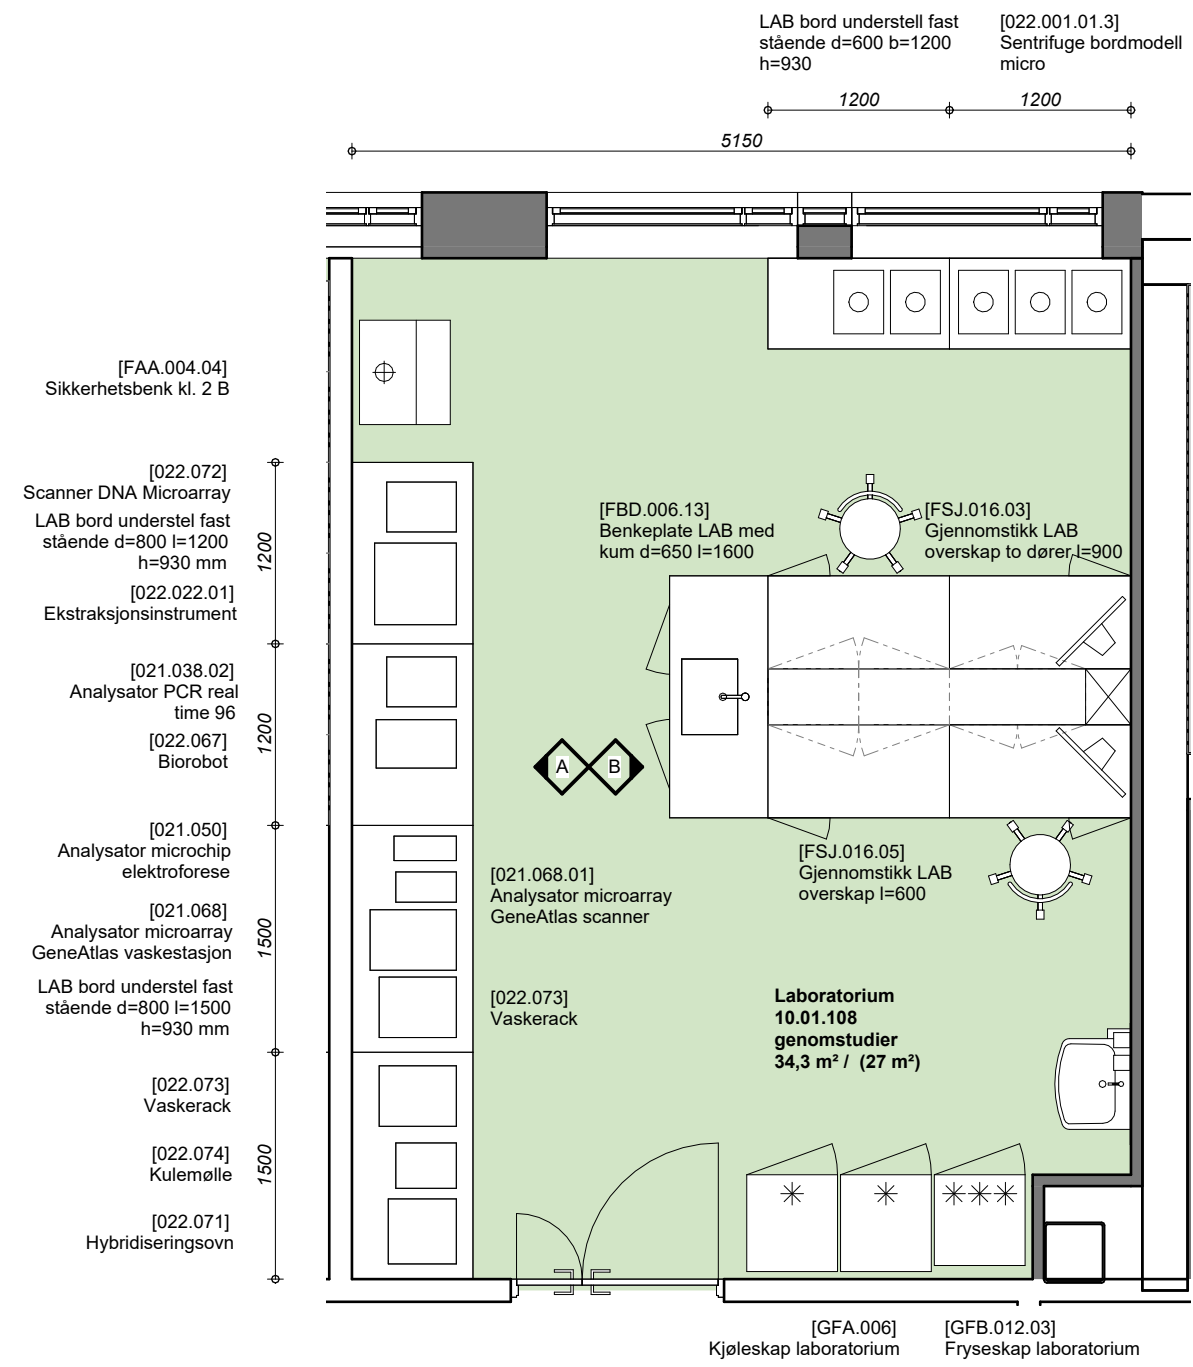 LAB bord understell fast
stående d=600 b=1200
h=930
[022.001.01.3]
Sentrifuge bordmodell
micro
1200
1200
5150
[FAA.004.04]
Sikkerhetsbenk kl. 2 B
[022.072]
Scanner DNA Microarray
LAB bord understel fast
stående d=800 l=1200
h=930 mm
[022.022.01]
Ekstraksjonsinstrument
1200
[FBD.006.13]
Benkeplate LAB med
kum d=650 l=1600
[FSJ.016.03]
Gjennomstikk LAB
overskap to dører l=900
[021.038.02]
Analysator PCR real
time 96
[022.067]
Biorobot
1200
A
B
[021.050]
Analysator microchip
elektroforese
[021.068]
Analysator microarray
GeneAtlas vaskestasjon
LAB bord understel fast
stående d=800 l=1500
h=930 mm
1500
[021.068.01]
Analysator microarray
GeneAtlas scanner
[FSJ.016.05]
Gjennomstikk LAB
overskap l=600
[022.073]
Vaskerack
Laboratorium
10.01.108
genomstudier
34,3 m² / (27 m²)
[022.073]
Vaskerack
[022.074]
Kulemølle
1500
[022.071]
Hybridiseringsovn
[GFA.006]
Kjøleskap laboratorium
[GFB.012.03]
Fryseskap laboratorium